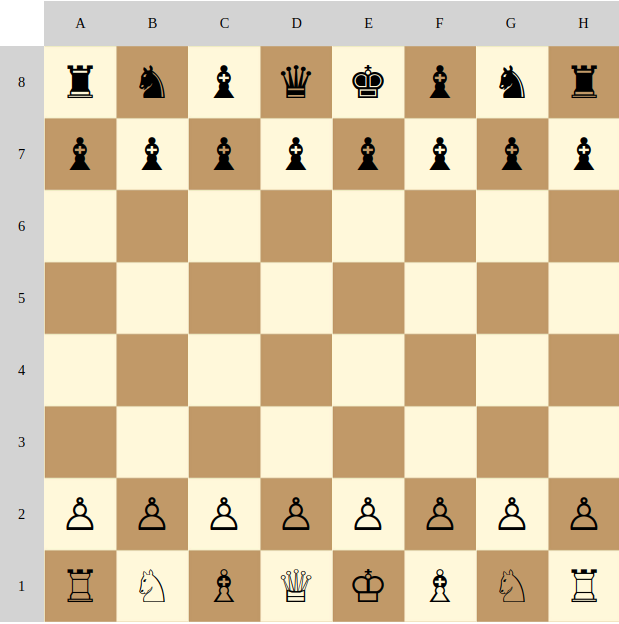 A B C D E F G H
8 ♜ ♞ ♝ ♛ ♚ ♝ ♞ ♜
7 ♝ ♝ ♝ ♝ ♝ ♝ ♝ ♝
6
5
4
3
2 ♙ ♙ ♙ ♙ ♙ ♙ ♙ ♙
1 ♖ ♘ ♗ ♕ ♔ ♗ ♘ ♖